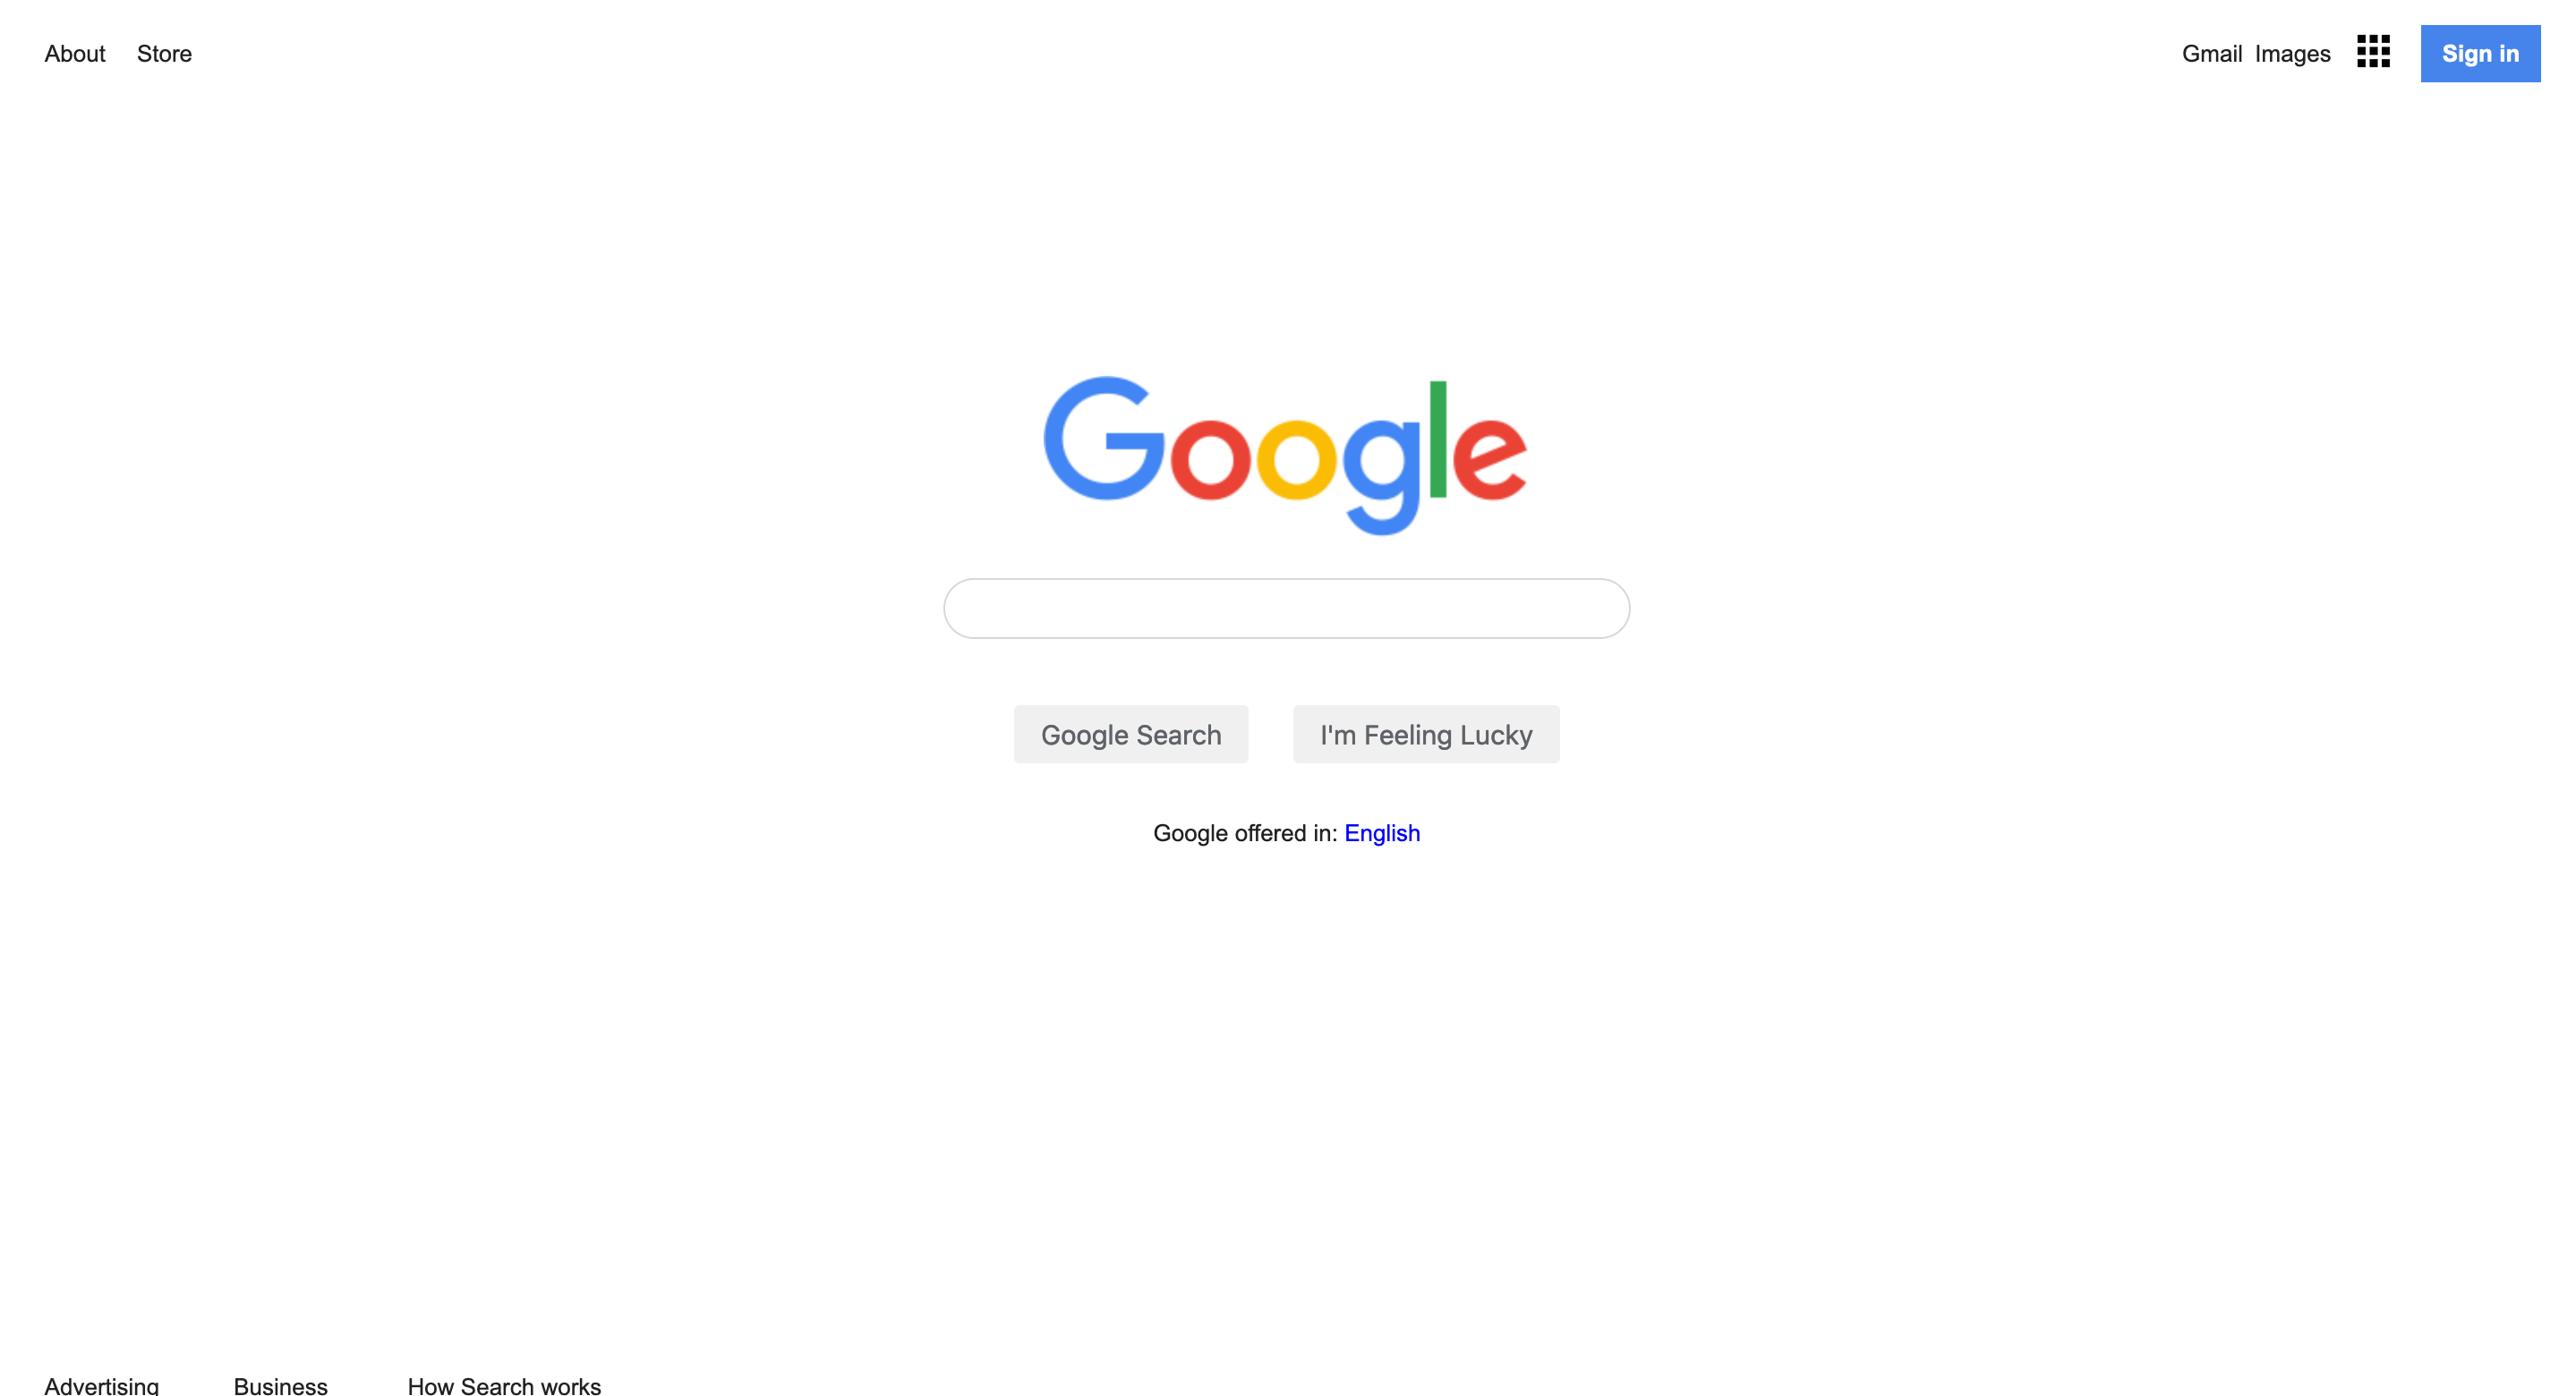 About Store Gmail Images Sign in
Google
Google Search I'm Feeling Lucky
Google offered in: English
Advertising Business How Search works